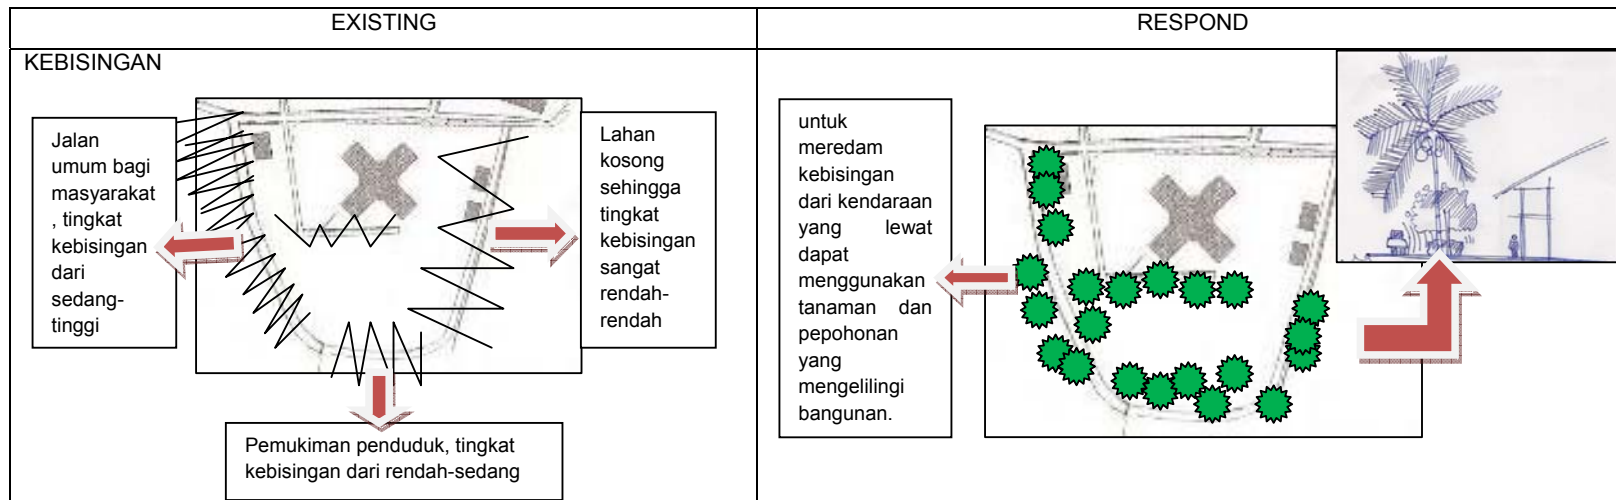 EXISTING
RESPOND
KEBISINGAN
Jalan
umum bagi
masyarakat
, tingkat
kebisingan
dari
sedang-
tinggi
Lahan
kosong
sehingga
tingkat
kebisingan
sangat
rendah-
rendah
Pemukiman penduduk, tingkat
kebisingan dari rendah-sedang
untuk
meredam
kebisingan
dari kendaraan
yang lewat
dapat
menggunakan
tanaman dan
pepohonan
yang
mengelilingi
bangunan.